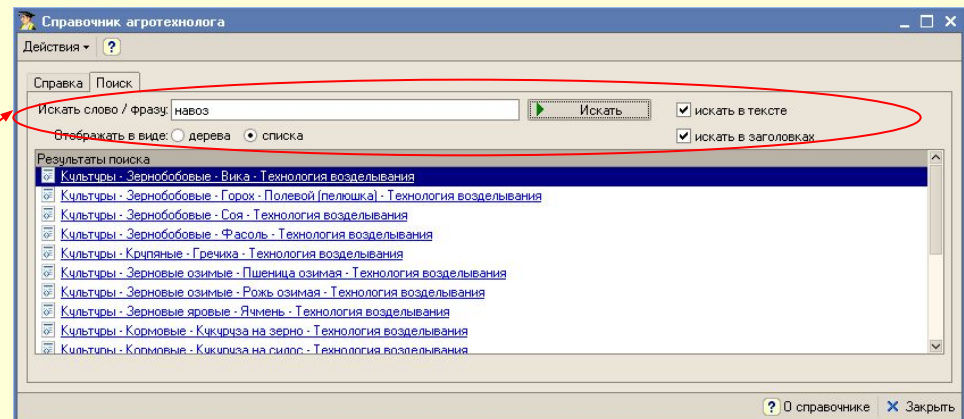 Справочник агротехнолога
Действия ?
Справка Поиск
Искать слово / фразу: навоз Искать искать в тексте
Отображать в виде: дерева списка искать в заголовках
Результаты поиска
Культуры - Зернобобовые - Вика - Технология возделывания
Культуры - Зернобобовые - Горох - Полевой (пелюшка) - Технология возделывания
Культуры - Зернобобовые - Соя - Технология возделывания
Культуры - Зернобобовые - Фасоль - Технология возделывания
Культуры - Крупяные - Гречиха - Технология возделывания
Культуры - Зерновые озимые - Пшеница озимая - Технология возделывания
Культуры - Зерновые озимые - Рожь озимая - Технология возделывания
Культуры - Зерновые яровые - Ячмень - Технология возделывания
Культуры - Кормовые - Кукуруза на зерно - Технология возделывания
Культуры - Кормовые - Кукуруза на силос - Технология возделывания
? О справочнике Закрыть